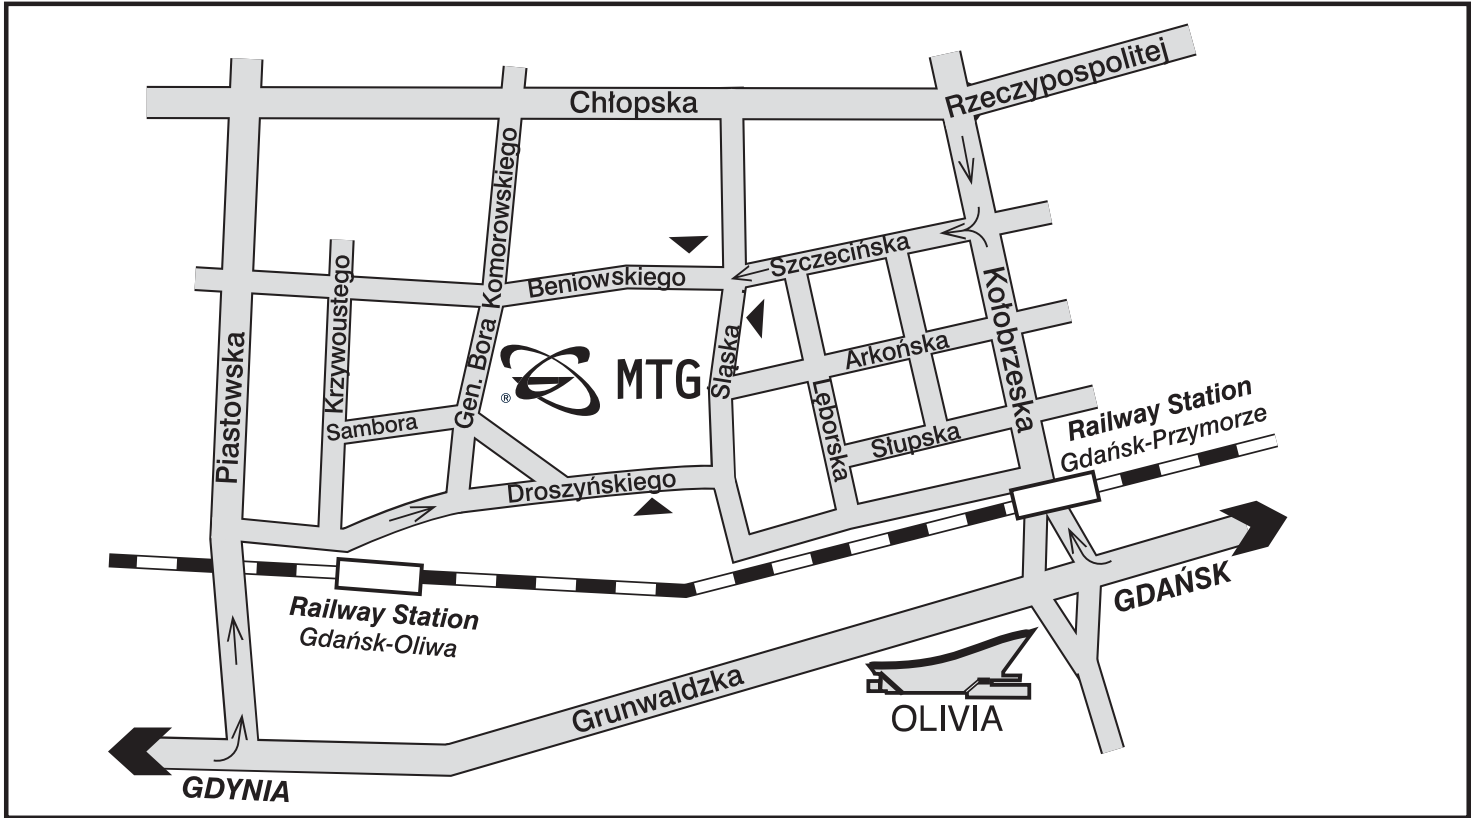 Chłopska
Rzeczypospolitej
Gen. Bora Komorowskiego
Szczecińska
Beniowskiego
Krzywoustego
Kołobrzeska
Piastowska
Śląska
Arkońska
MTG
®
Lęborska
Sambora
Słupska
Railway Station
Gdańsk-Przymorze
Droszyńskiego
GDAŃSK
Railway Station
Gdańsk-Oliwa
Grunwaldzka
OLIVIA
GDYNIA